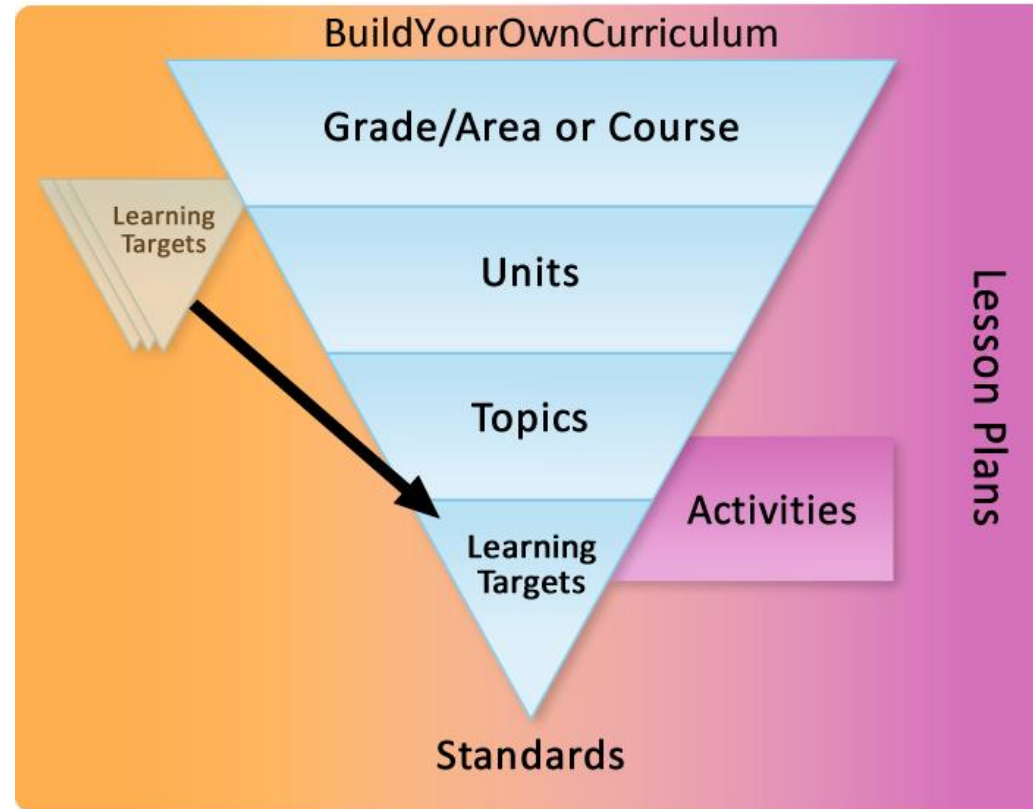 BuildYourOwnCurriculum
Grade/Area or Course
Learning
Targets
Units
Topics
Activities
Learning
Targets
Lesson Plans
Standards